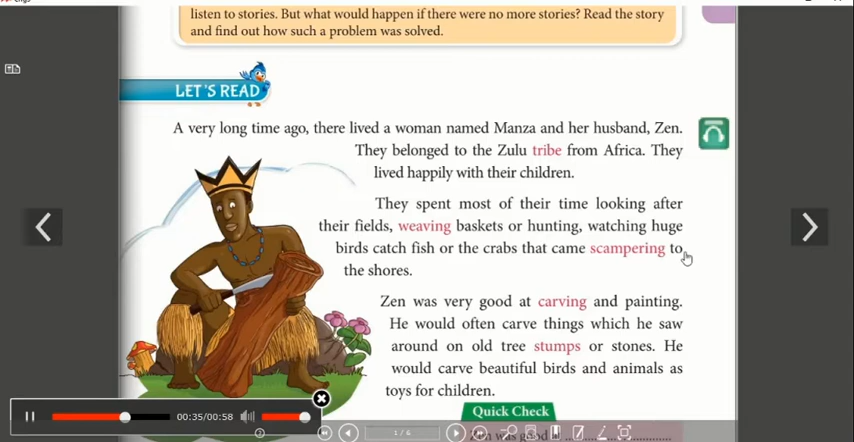 listen to stories. But what would happen if there were no more stories? Read the story
and find out how such a problem was solved.
LET'S READ
A very long time ago, there lived a woman named Manza and her husband, Zen.
They belonged to the Zulu tribe from Africa. They
lived happily with their children.
They spent most of their time looking after
their fields, weaving baskets or hunting, watching huge
birds catch fish or the crabs that came scampering to
the shores.
Zen was very good at carving and painting.
He would often carve things which he saw
around on old tree stumps or stones. He
would carve beautiful birds and animals as
toys for children.
Quick Check
00:35/00:58
1 / 6
Zen was good